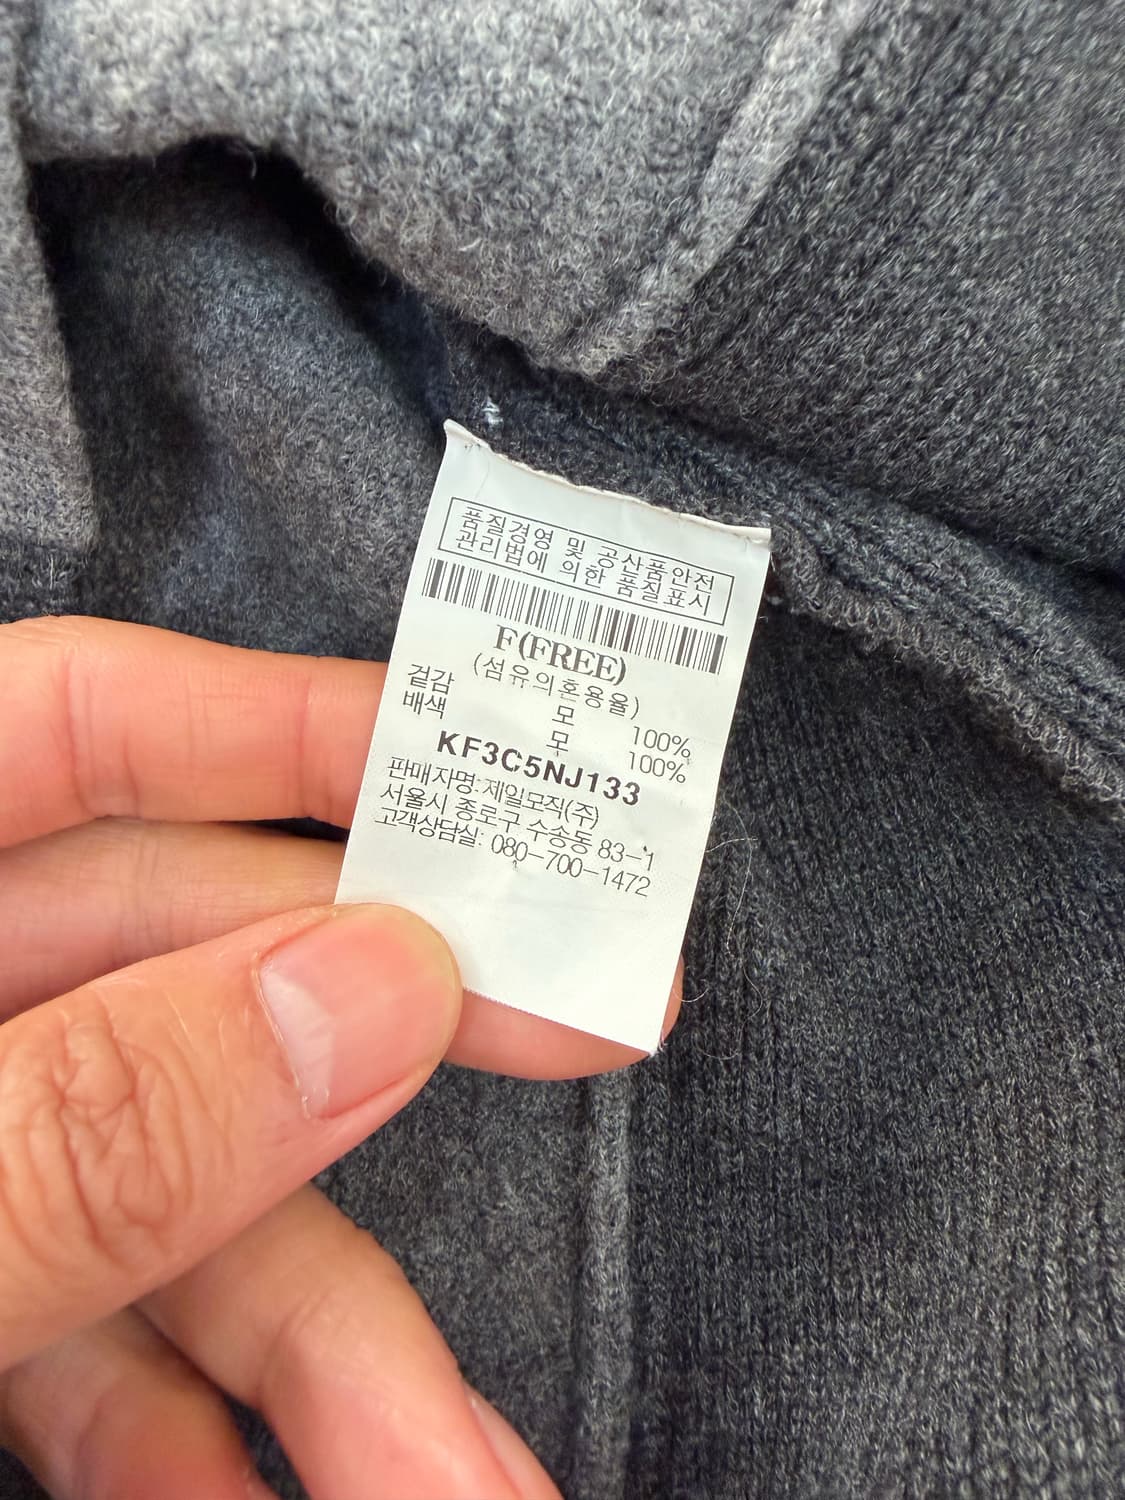 품질경영 및 공산품안전
관리법에 의한 품질표시
F(FREE)
(섬유의혼용율)
겉감 모 100%
배색 모 100%
KF3C5NJ133
판매자명:제일모직(주)
서울시 종로구 수송동 83-1
고객상담실: 080-700-1472